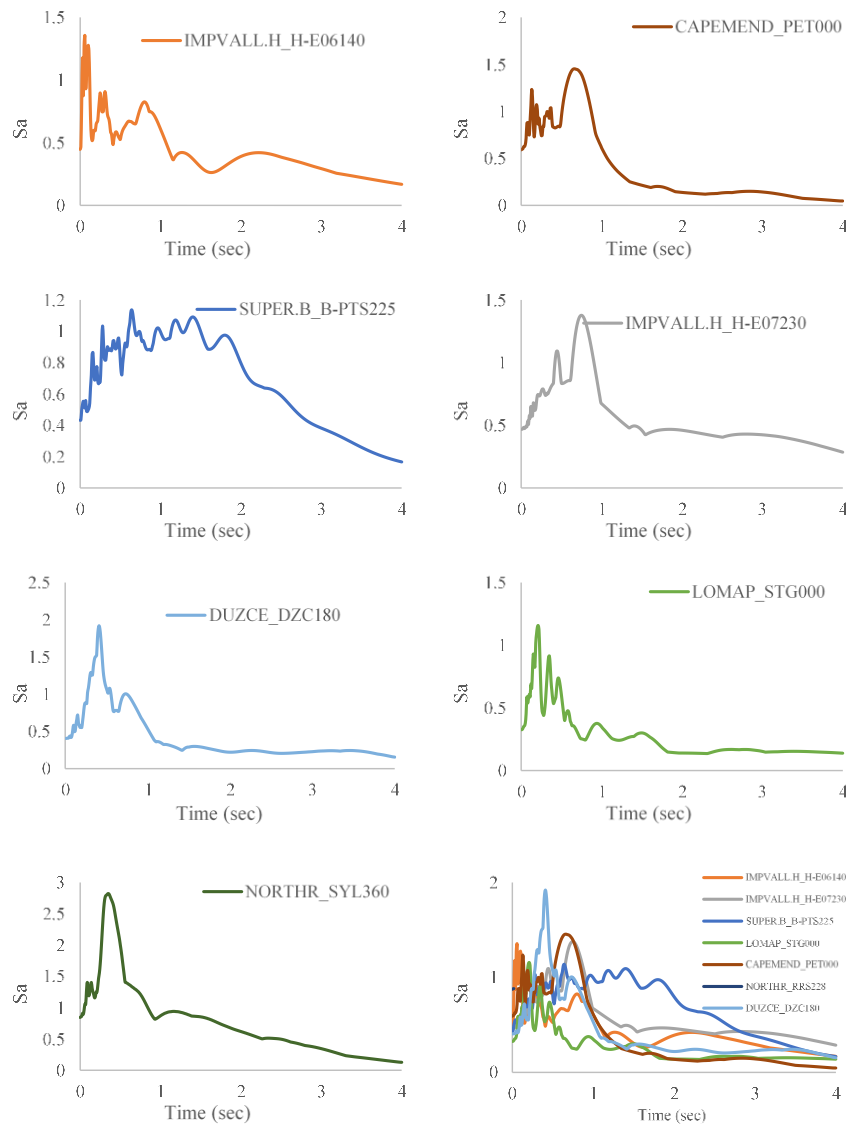 IMPVALL.H_H-E06140
1.5
1
0.5
0
Sa
0 1 2 3 4
Time (sec)
CAPEMEND_PET000
2
1.5
1
0.5
0
Sa
0 1 2 3 4
Time (sec)
SUPER.B_B-PTS225
1.2
1
0.8
0.6
0.4
0.2
0
Sa
0 1 2 3 4
Time (sec)
IMPVALL.H_H-E07230
1.5
1
0.5
0
Sa
0 1 2 3 4
Time (sec)
DUZCE_DZC180
2.5
2
1.5
1
0.5
0
Sa
0 1 2 3 4
Time (sec)
LOMAP_STG000
1.5
1
0.5
0
Sa
0 1 2 3 4
Time (sec)
NORTHR_SYL360
3
2.5
2
1.5
1
0.5
0
Sa
0 1 2 3 4
Time (sec)
IMPVALL.H_H-E06140
IMPVALL.H_H-E07230
SUPER.B_B-PTS225
LOMAP_STG000
CAPEMEND_PET000
NORTHR_RRS228
DUZCE_DZC180
2
1
0
Sa
0 1 2 3 4
Time (sec)